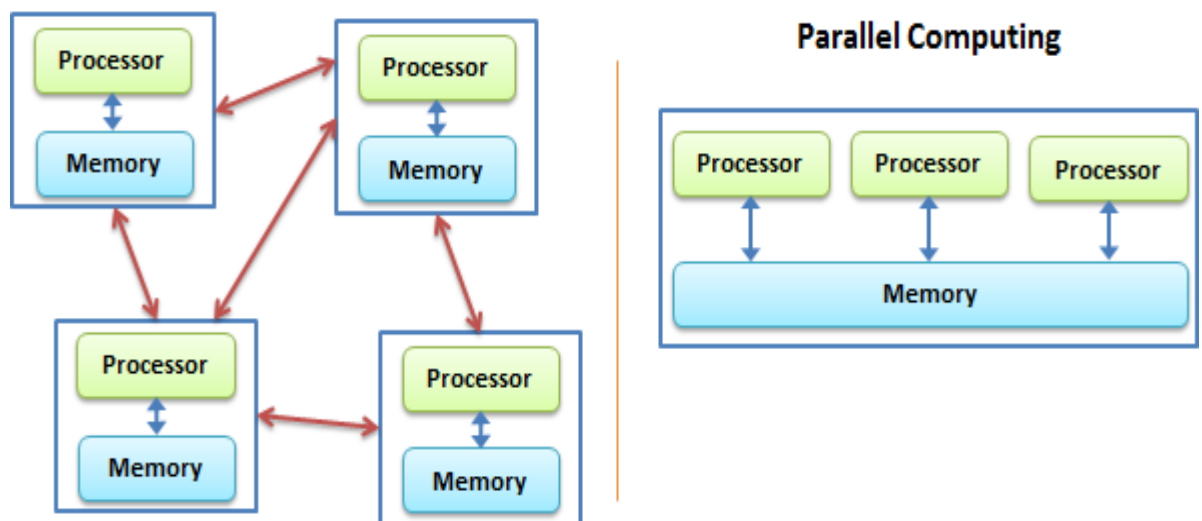 Processor
Memory
Processor
Memory
Processor
Memory
Processor
Memory
Parallel Computing
Processor
Processor
Processor
Memory